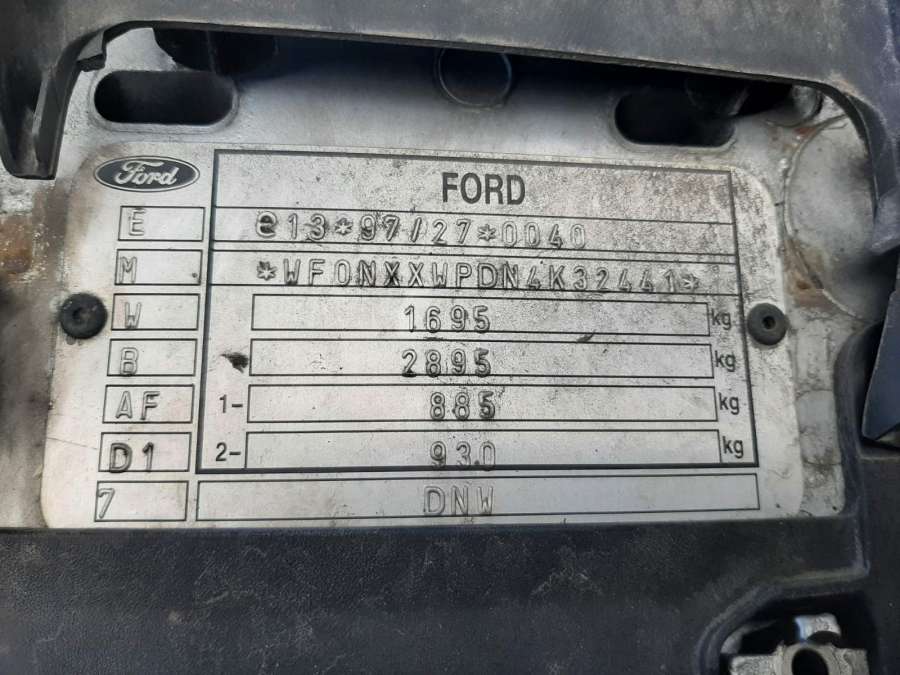 Ford
FORD
E e13*97/27*0040
M *WF0NXXWPDN4K32441*
W 1695 kg
B 2895 kg
AF 1- 885 kg
D1 2- 930 kg
7 DNW